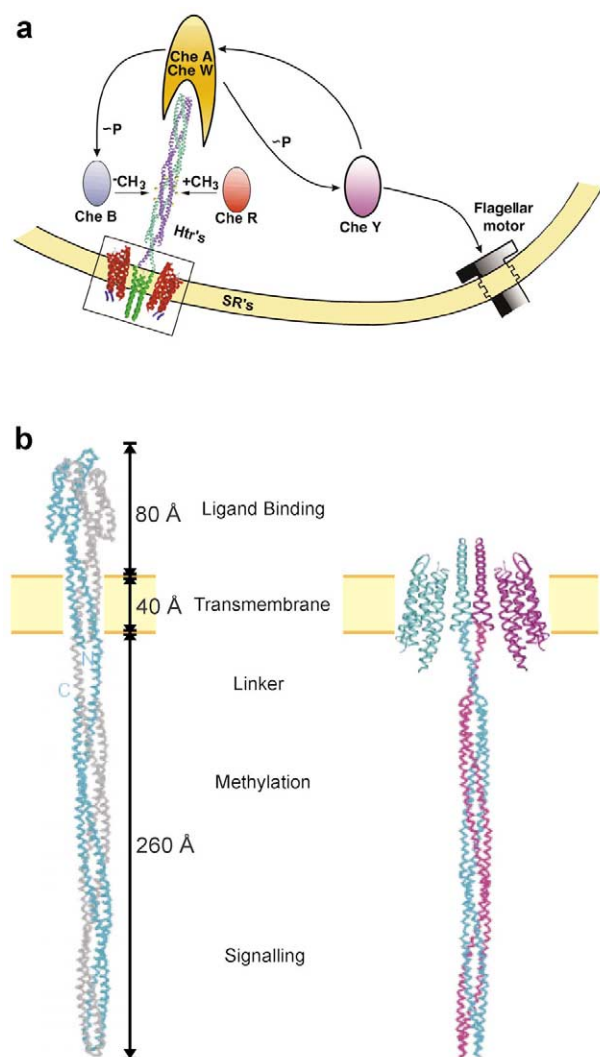 a
Che A
Che W
~P
~P
-CH3
+CH3
Che B
Che R
Che Y
Flagellar
motor
Htr's
SR's
b
80 Å
Ligand Binding
40 Å
Transmembrane
N
C
Linker
Methylation
260 Å
Signalling